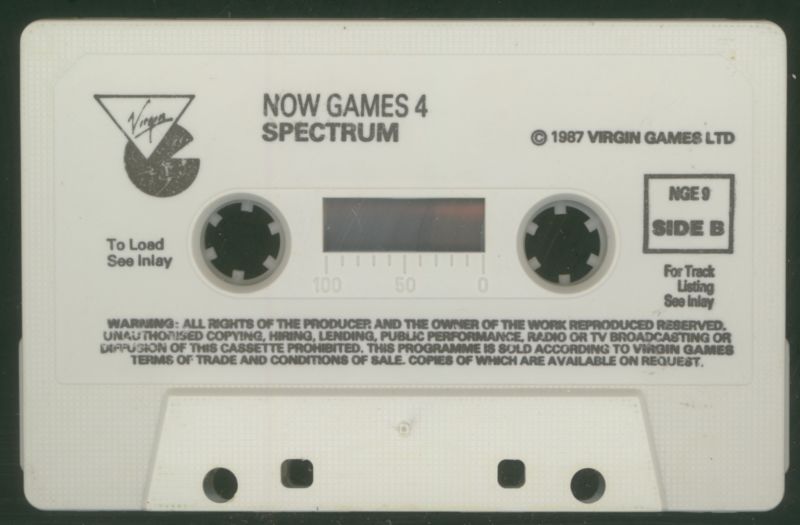 Virgin
NOW GAMES 4
SPECTRUM
© 1987 VIRGIN GAMES LTD
NGE 9
SIDE B
To Load
See Inlay
100 50 0
For Track
Listing
See Inlay
WARNING: ALL RIGHTS OF THE PRODUCER AND THE OWNER OF THE WORK REPRODUCED RESERVED.
UNAUTHORISED COPYING, HIRING, LENDING, PUBLIC PERFORMANCE, RADIO OR TV BROADCASTING OR
DIFFUSION OF THIS CASSETTE PROHIBITED. THIS PROGRAMME IS SOLD ACCORDING TO VIRGIN GAMES
TERMS OF TRADE AND CONDITIONS OF SALE. COPIES OF WHICH ARE AVAILABLE ON REQUEST.